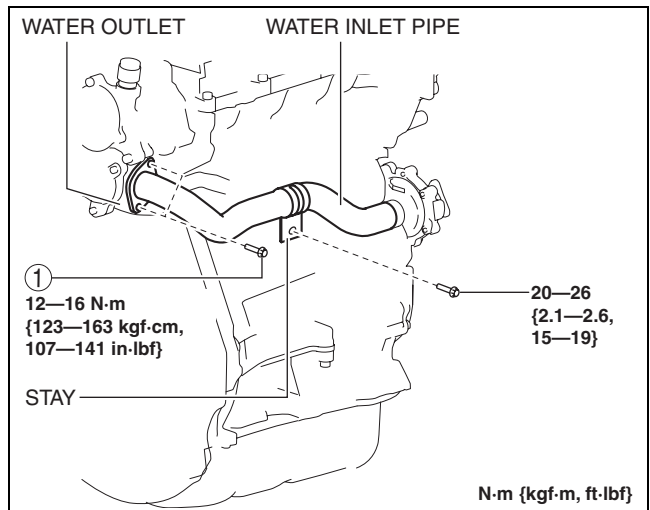 WATER OUTLET
WATER INLET PIPE
①
12—16 N·m
{123—163 kgf·cm,
107—141 in·lbf}
20—26
{2.1—2.6,
15—19}
STAY
N·m {kgf·m, ft·lbf}